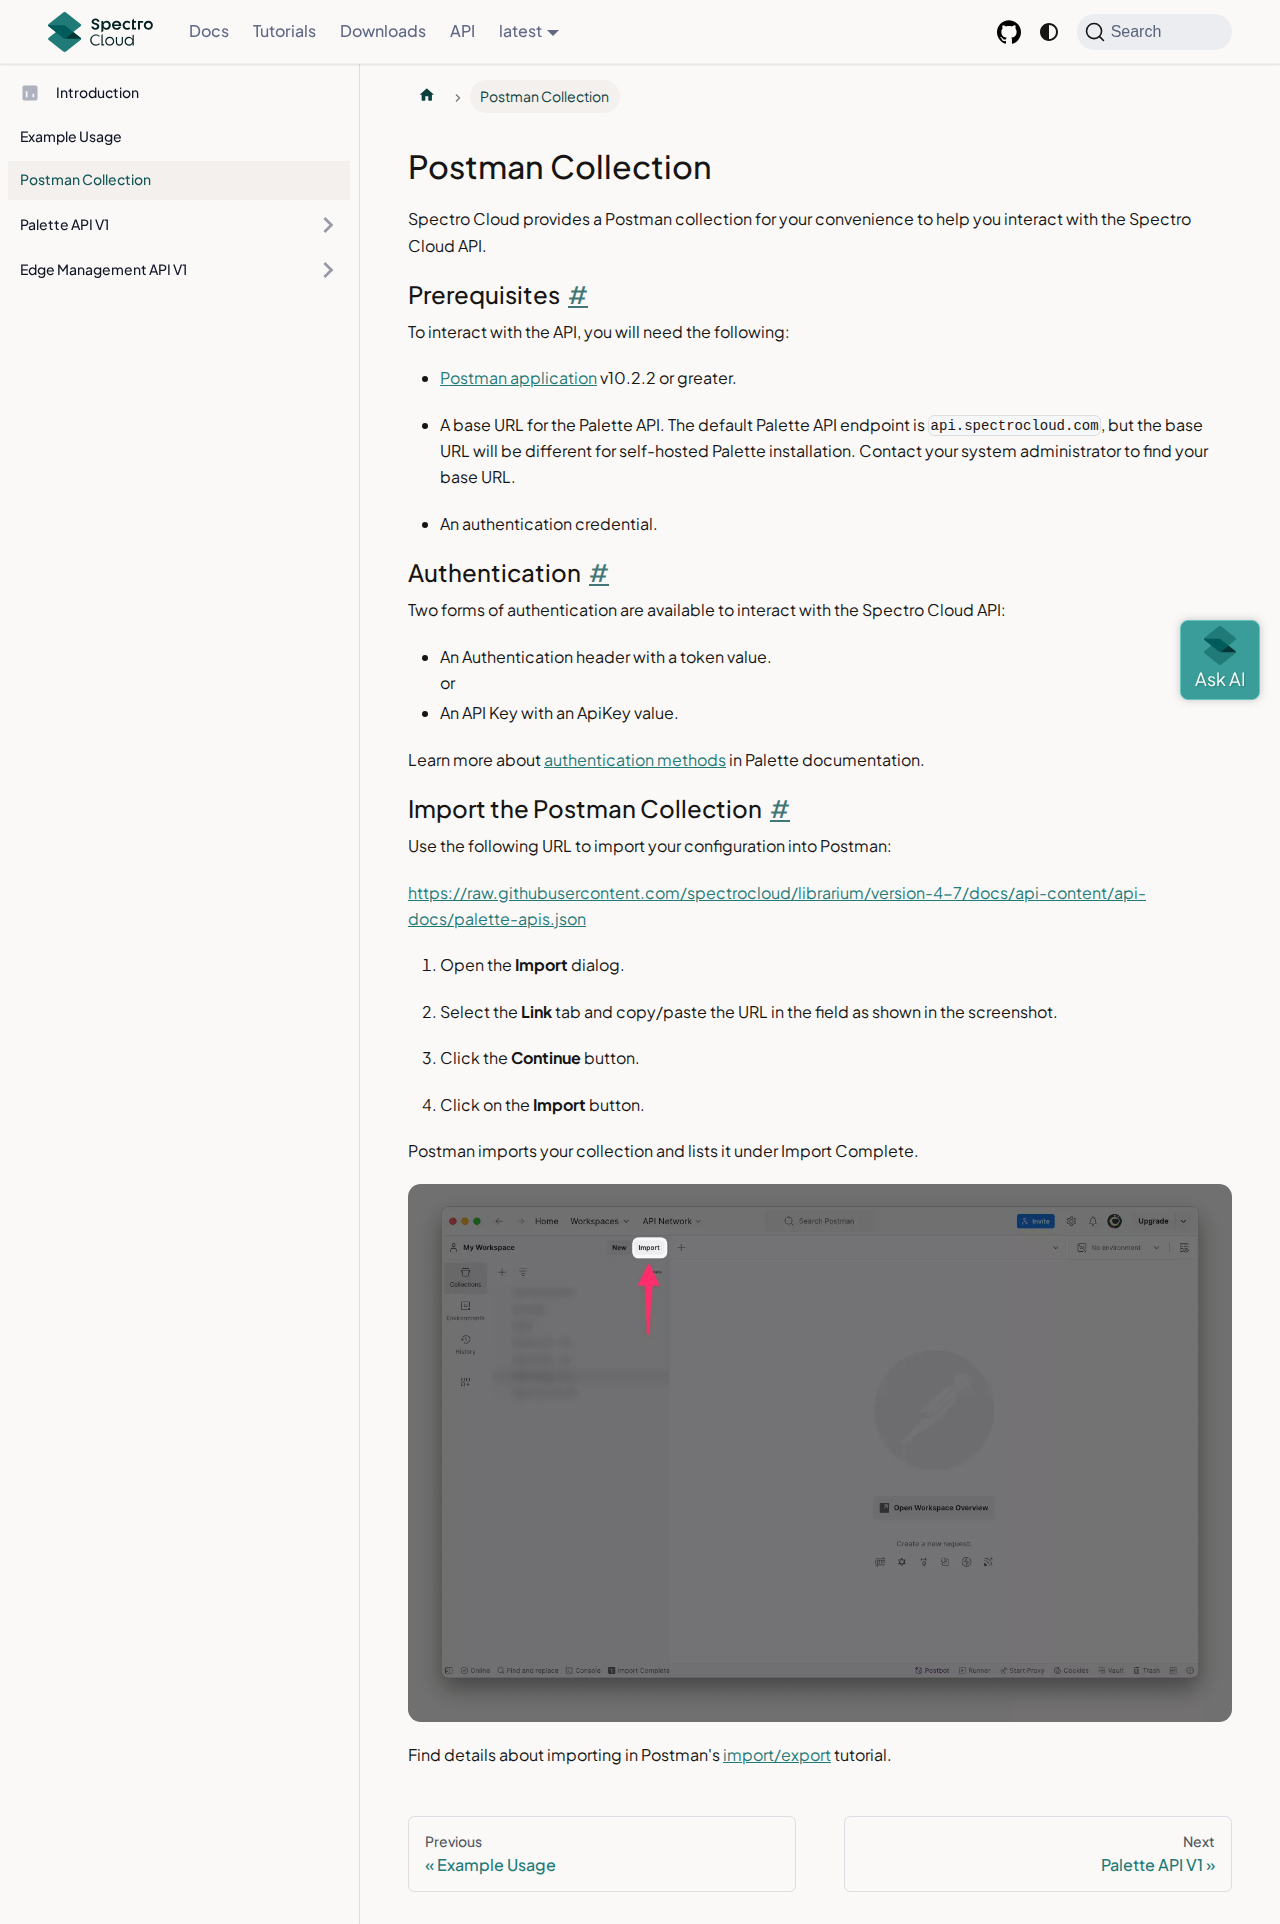 Spectro
Cloud
Docs
Tutorials
Downloads
API
latest
Search
Introduction
Example Usage
Postman Collection
Palette API V1
Edge Management API V1
Postman Collection
Postman Collection
Spectro Cloud provides a Postman collection for your convenience to help you interact with the Spectro
Cloud API.
Prerequisites #
To interact with the API, you will need the following:
Postman application v10.2.2 or greater.
A base URL for the Palette API. The default Palette API endpoint is api.spectrocloud.com, but the base
URL will be different for self-hosted Palette installation. Contact your system administrator to find your
base URL.
An authentication credential.
Authentication #
Two forms of authentication are available to interact with the Spectro Cloud API:
An Authentication header with a token value.
or
An API Key with an ApiKey value.
Ask AI
Learn more about authentication methods in Palette documentation.
Import the Postman Collection #
Use the following URL to import your configuration into Postman:
https://raw.githubusercontent.com/spectrocloud/librarium/version-4-7/docs/api-content/api-
docs/palette-apis.json
1. Open the Import dialog.
2. Select the Link tab and copy/paste the URL in the field as shown in the screenshot.
3. Click the Continue button.
4. Click on the Import button.
Postman imports your collection and lists it under Import Complete.
Home Workspaces API Network Search Postman Invite Upgrade
My Workspace New Import No environment
Collections
Environments
History
Open Workspace Overview
Create a new request:
Online Find and replace Console Import Complete Postbot Runner Start Proxy Cookies Vault Trash
Find details about importing in Postman's import/export tutorial.
Previous
« Example Usage
Next
Palette API V1 »